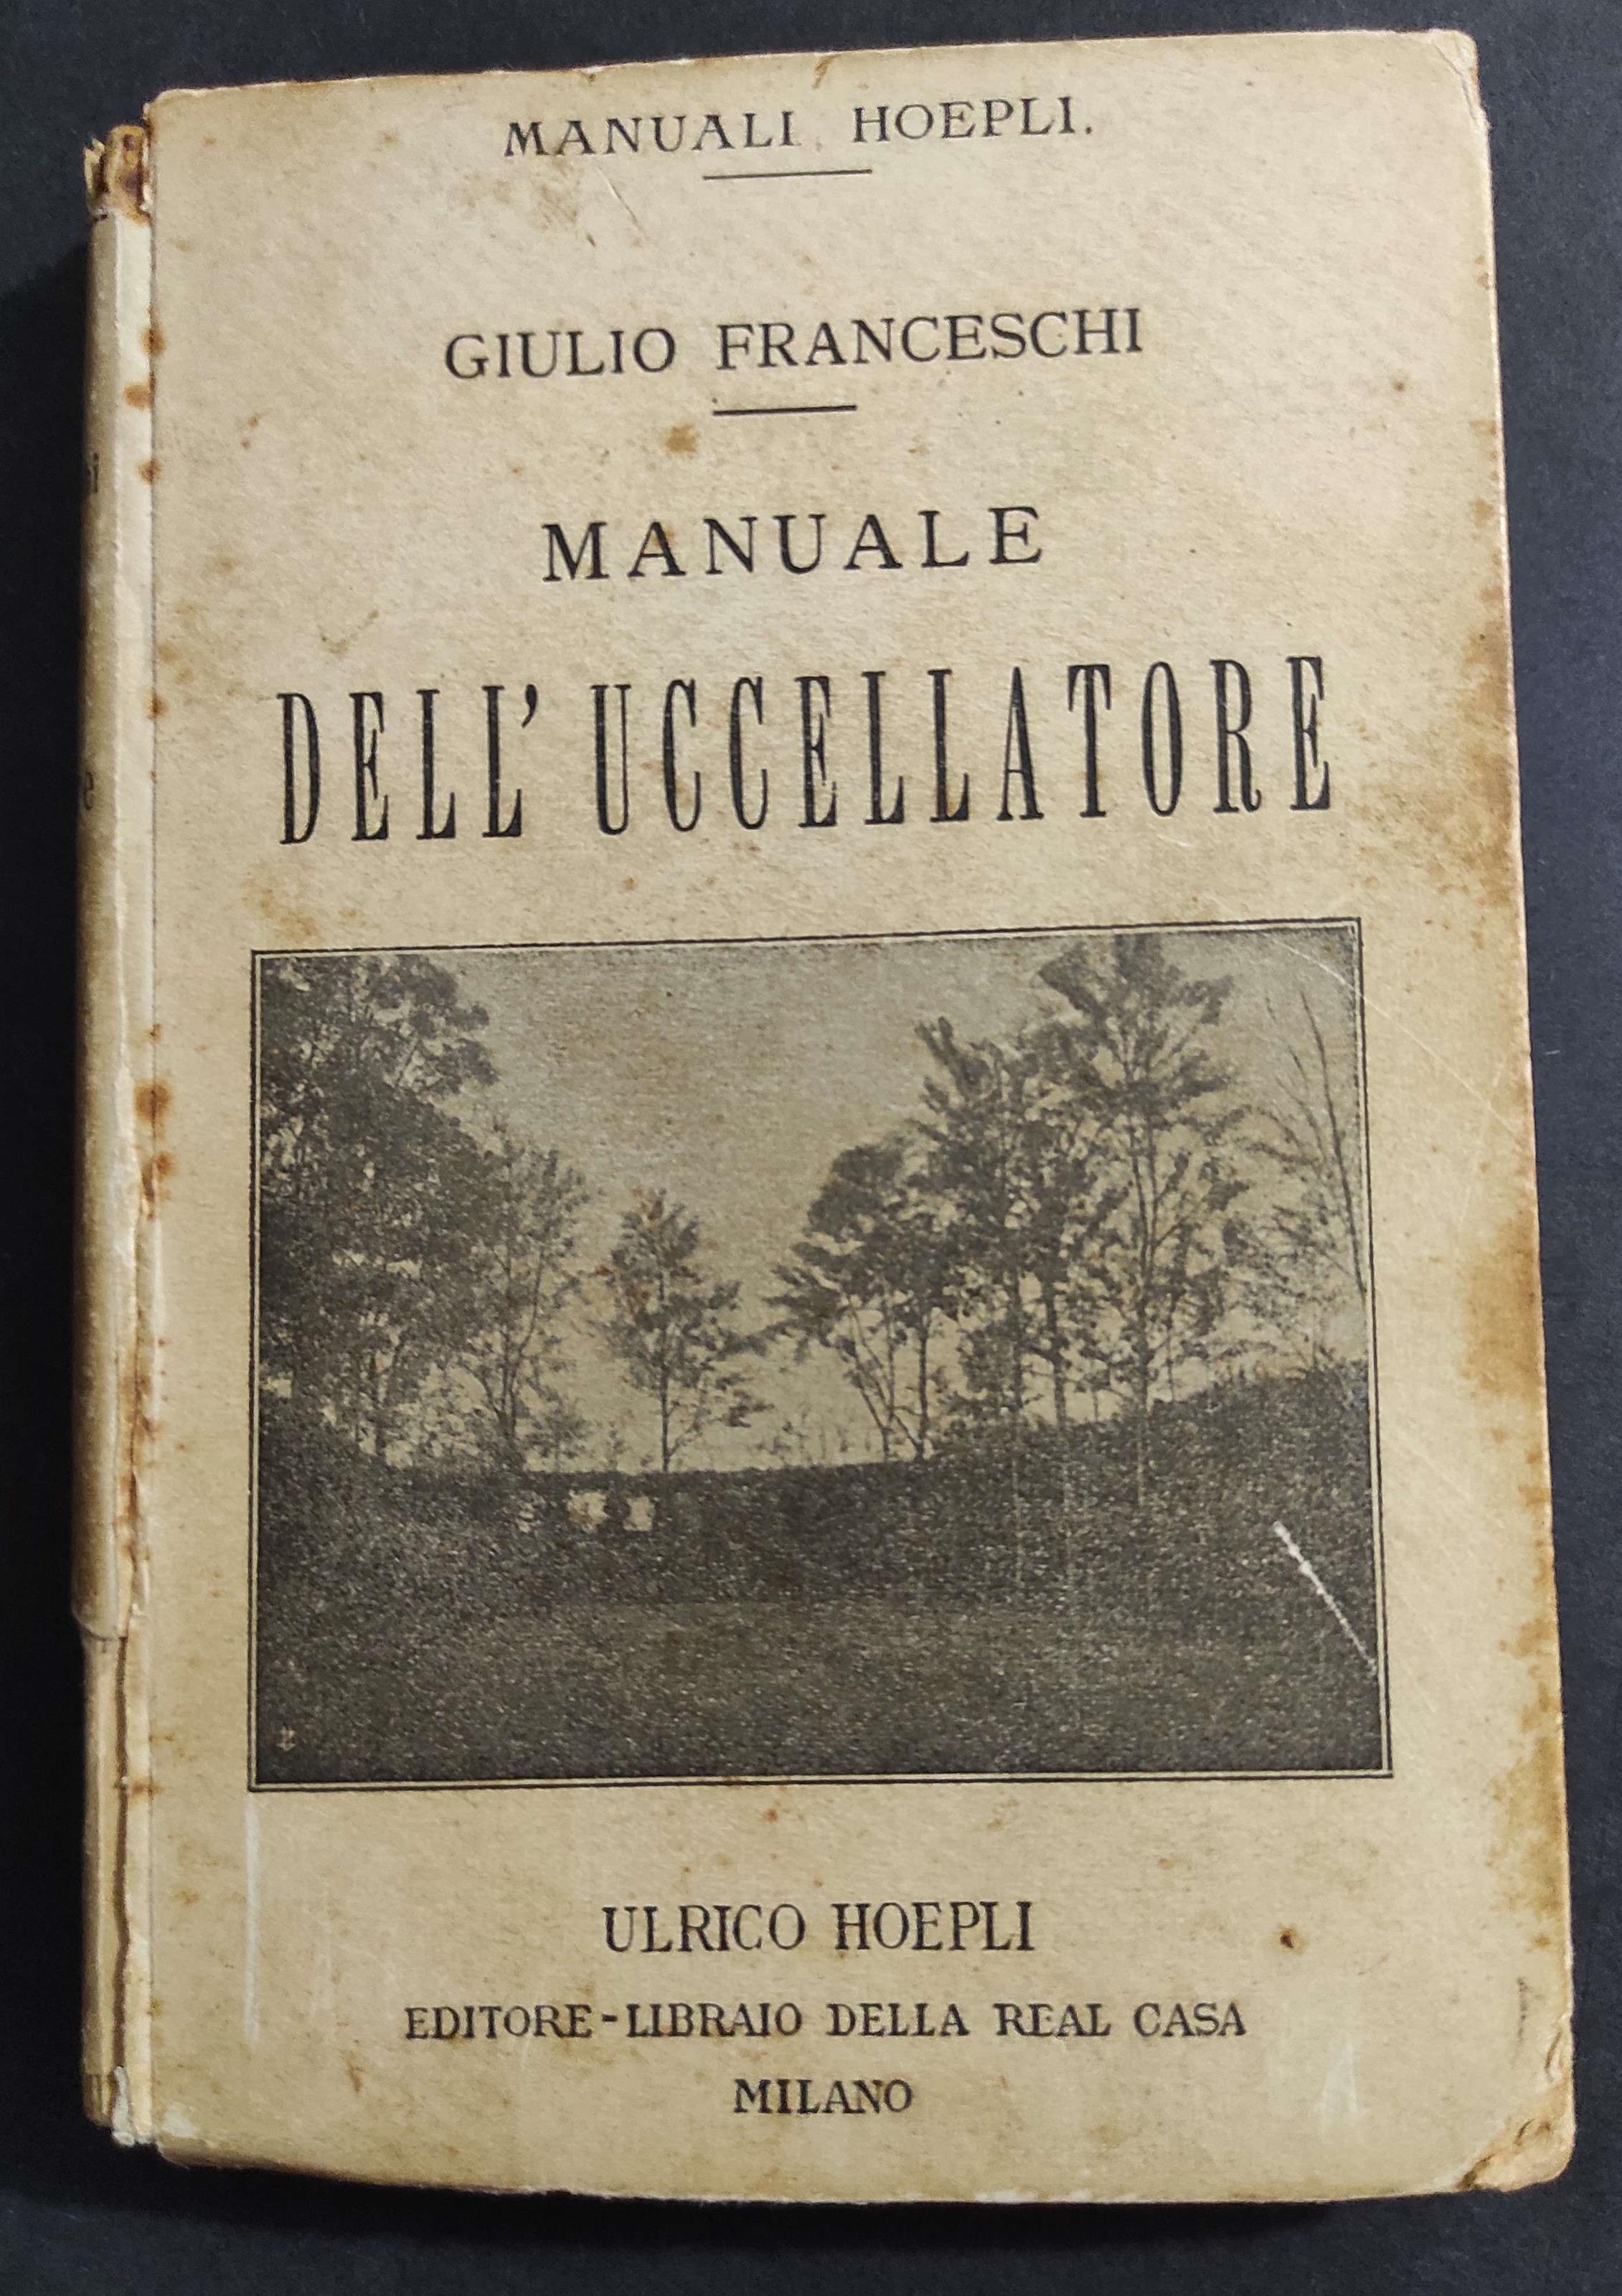 MANUALI HOEPLI.
GIULIO FRANCESCHI
MANUALE
DELL'UCCELLATORE
ULRICO HOEPLI
EDITORE-LIBRAIO DELLA REAL CASA
MILANO